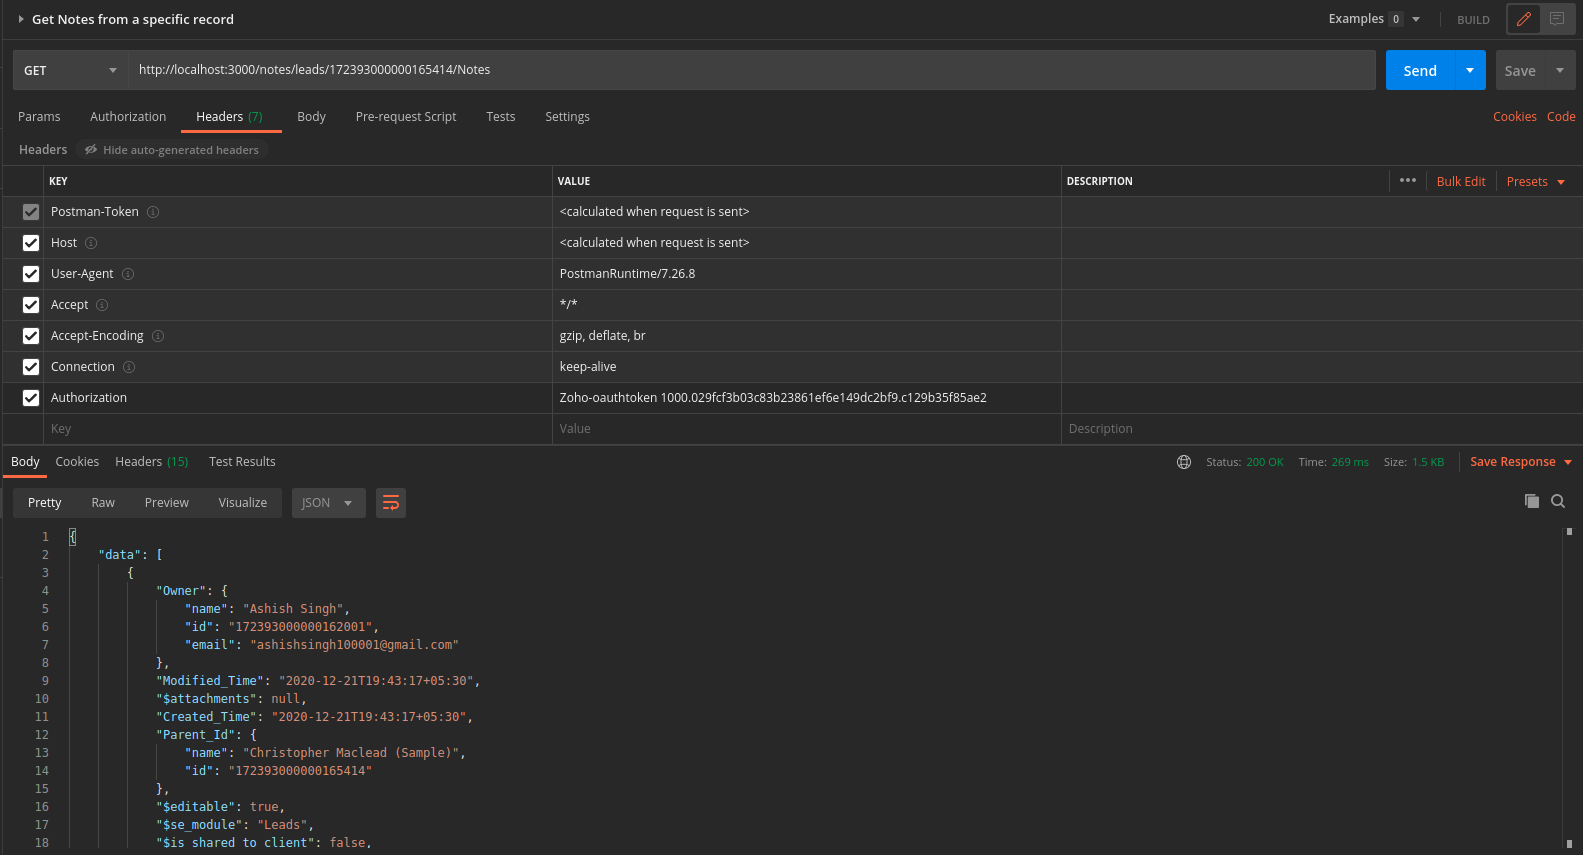 Get Notes from a specific record
Examples 0
BUILD
GET
http://localhost:3000/notes/leads/172393000000165414/Notes
Send
Save
Params Authorization Headers (7) Body Pre-request Script Tests Settings
Cookies Code
Headers Hide auto-generated headers
KEY VALUE DESCRIPTION ••• Bulk Edit Presets
Postman-Token <calculated when request is sent>
Host <calculated when request is sent>
User-Agent PostmanRuntime/7.26.8
Accept */*
Accept-Encoding gzip, deflate, br
Connection keep-alive
Authorization Zoho-oauthtoken 1000.029fcf3b03c83b23861ef6e149dc2bf9.c129b35f85ae2
Key Value Description
Body Cookies Headers (15) Test Results
Status: 200 OK Time: 269 ms Size: 1.5 KB Save Response
Pretty Raw Preview Visualize JSON
1 {
2 "data": [
3 {
4 "Owner": {
5 "name": "Ashish Singh",
6 "id": "172393000000162001",
7 "email": "ashishsingh100001@gmail.com"
8 },
9 "Modified_Time": "2020-12-21T19:43:17+05:30",
10 "$attachments": null,
11 "Created_Time": "2020-12-21T19:43:17+05:30",
12 "Parent_Id": {
13 "name": "Christopher Maclead (Sample)",
14 "id": "172393000000165414"
15 },
16 "$editable": true,
17 "$se_module": "Leads",
18 "$is_shared_to_client": false,